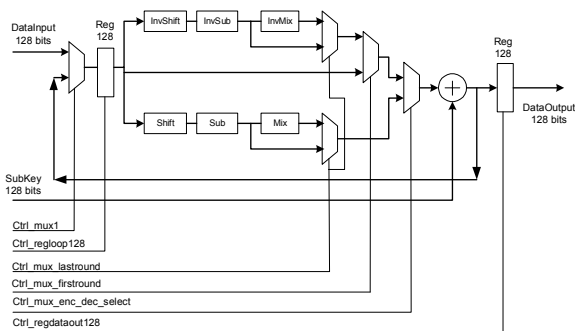 DataInput
128 bits
Reg
128
InvShift
InvSub
InvMix
Reg
128
DataOutput
128 bits
Shift
Sub
Mix
SubKey
128 bits
Ctrl_mux1
Ctrl_regloop128
Ctrl_mux_lastround
Ctrl_mux_firstround
Ctrl_mux_enc_dec_select
Ctrl_regdataout128